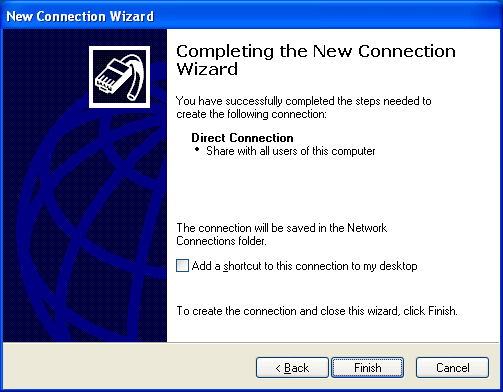 New Connection Wizard
Completing the New Connection
Wizard
You have successfully completed the steps needed to
create the following connection:
Direct Connection
• Share with all users of this computer
The connection will be saved in the Network
Connections folder.
Add a shortcut to this connection to my desktop
To create the connection and close this wizard, click Finish.
< Back Finish Cancel